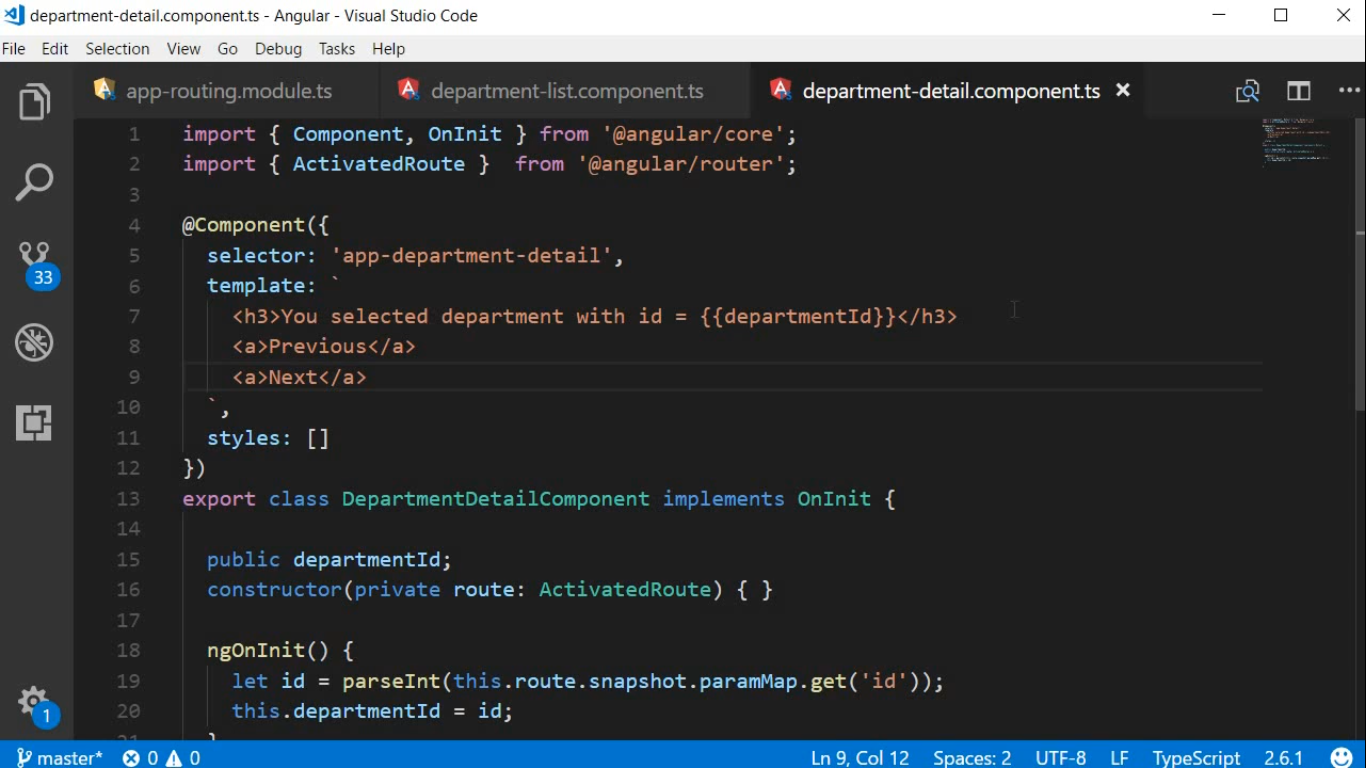 department-detail.component.ts - Angular - Visual Studio Code
File Edit Selection View Go Debug Tasks Help
app-routing.module.ts department-list.component.ts department-detail.component.ts
1 import { Component, OnInit } from '@angular/core';
2 import { ActivatedRoute }  from '@angular/router';
3
4 @Component({
5   selector: 'app-department-detail',
6   template: `
7     <h3>You selected department with id = {{departmentId}}</h3>
8     <a>Previous</a>
9     <a>Next</a>
10   `,
11   styles: []
12 })
13 export class DepartmentDetailComponent implements OnInit {
14
15   public departmentId;
16   constructor(private route: ActivatedRoute) { }
17
18   ngOnInit() {
19     let id = parseInt(this.route.snapshot.paramMap.get('id'));
20     this.departmentId = id;
33
1
master* 0 0 Ln 9, Col 12 Spaces: 2 UTF-8 LF TypeScript 2.6.1